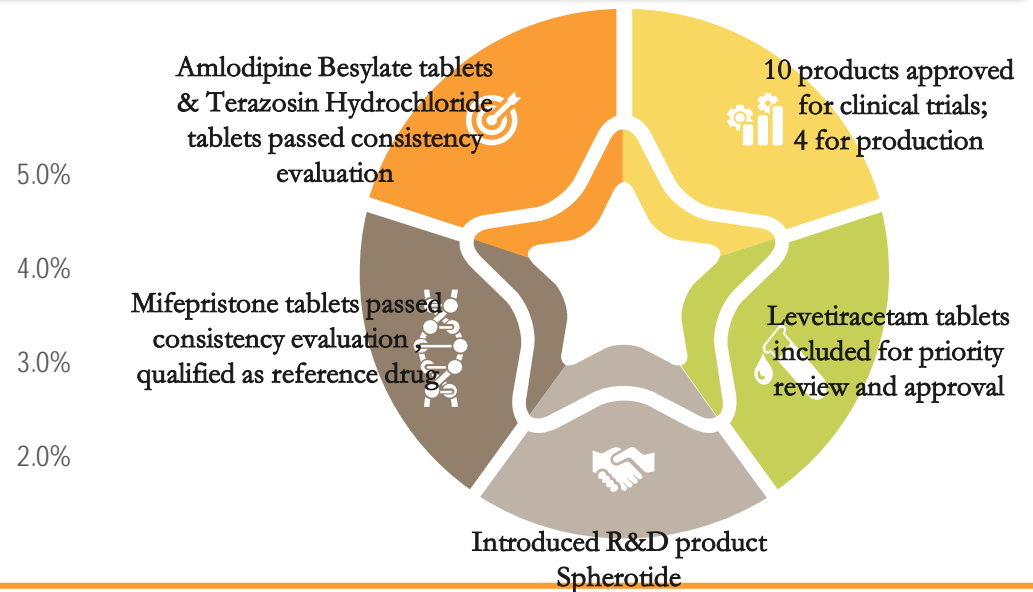 Amlodipine Besylate tablets
& Terazosin Hydrochloride
tablets passed consistency
evaluation
10 products approved
for clinical trials;
4 for production
5.0%
4.0%
3.0%
2.0%
Mifepristone tablets passed
consistency evaluation ,
qualified as reference drug
Levetiracetam tablets
included for priority
review and approval
Introduced R&D product
Spherotide